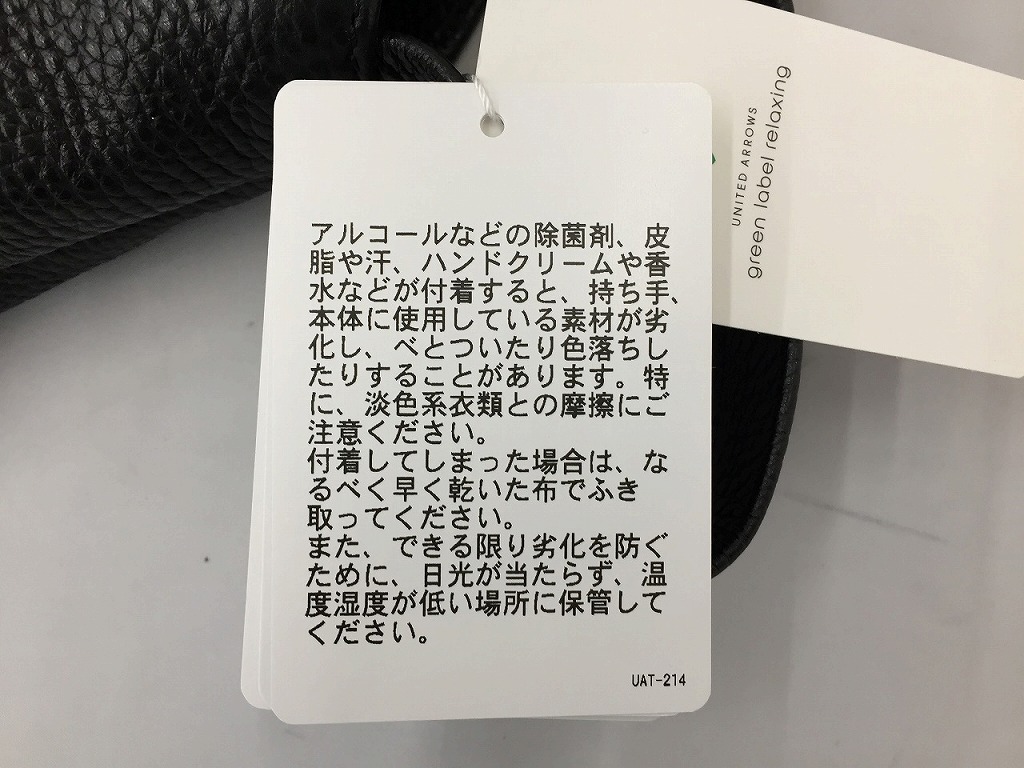 アルコールなどの除菌剤、皮
脂や汗、ハンドクリームや香
水などが付着すると、持ち手、
本体に使用している素材が劣
化し、べとついたり色落ちし
たりすることがあります。特
に、淡色系衣類との摩擦にご
注意ください。
付着してしまった場合は、な
るべく早く乾いた布でふき
取ってください。
また、できる限り劣化を防ぐ
ために、日光が当たらず、温
度湿度が低い場所に保管して
ください。
UAT-214
UNITED ARROWS
green label relaxing